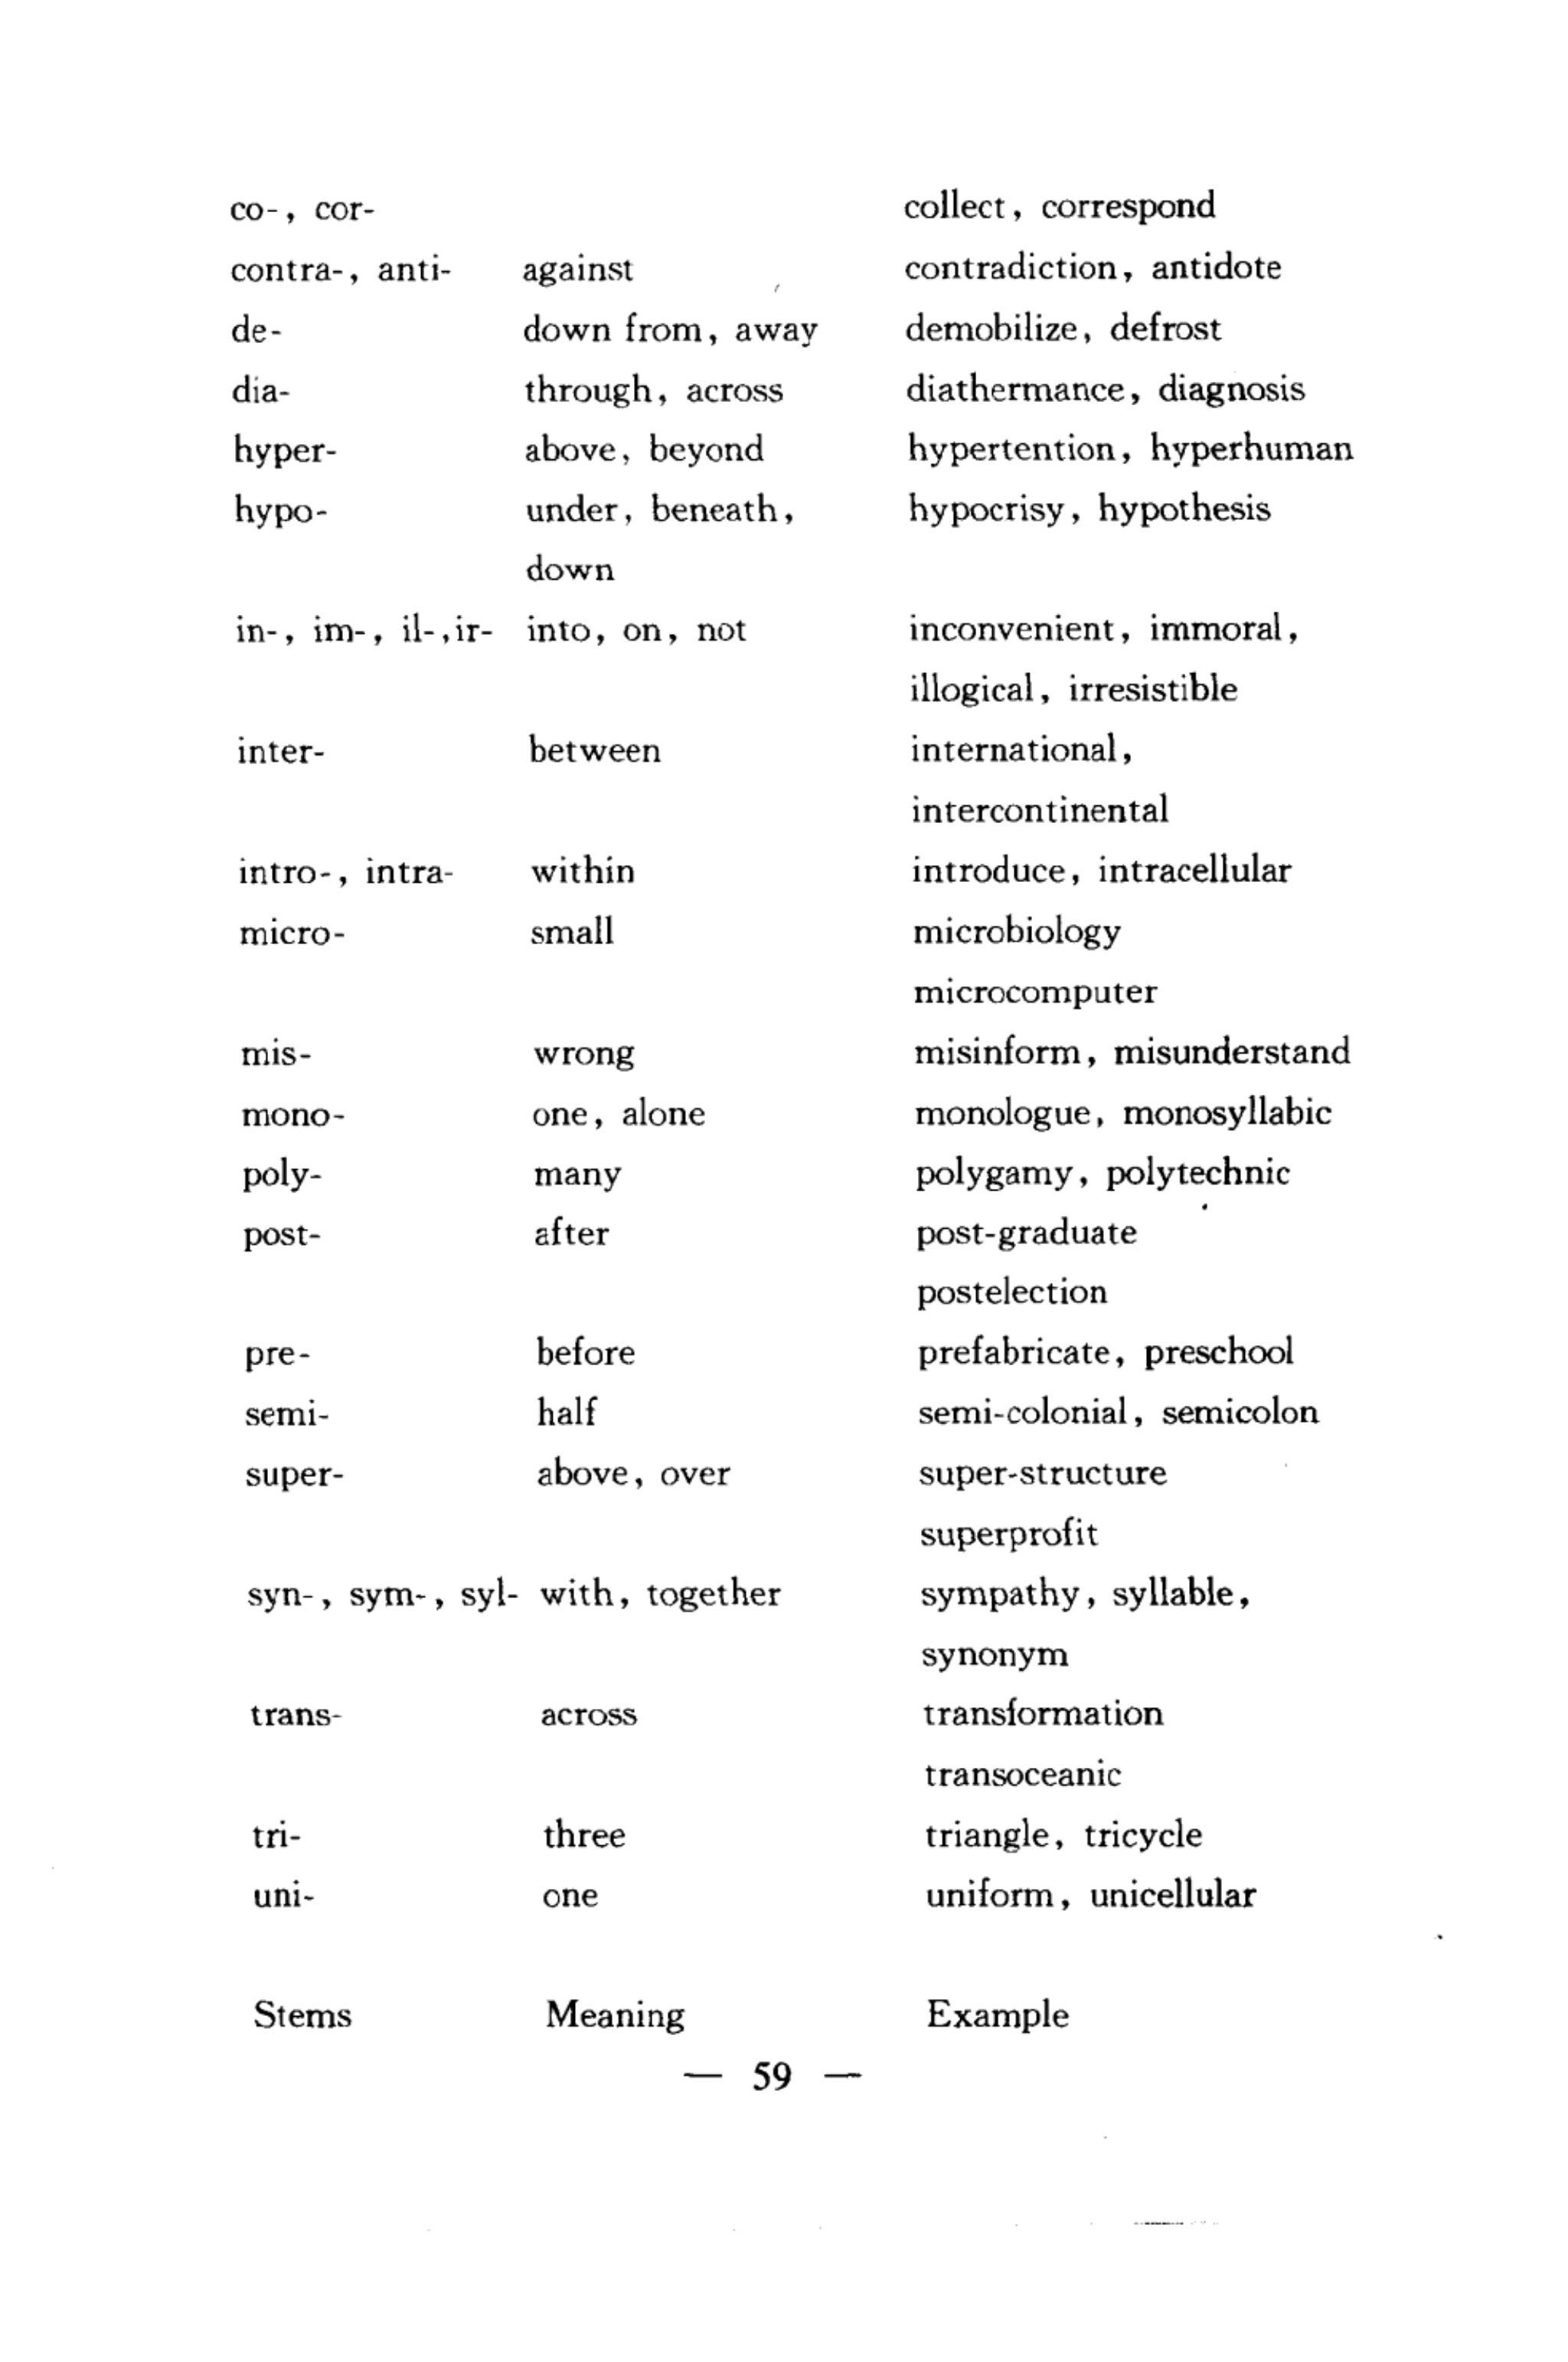 co-, cor- collect, correspond
contra-, anti- against contradiction, antidote
de- down from, away demobilize, defrost
dia- through, across diathermance, diagnosis
hyper- above, beyond hypertention, hyperhuman
hypo- under, beneath, hypocrisy, hypothesis
down
in-, im-, il-,ir- into, on, not inconvenient, immoral,
illogical, irresistible
inter- between international,
intercontinental
intro-, intra- within introduce, intracellular
micro- small microbiology
microcomputer
mis- wrong misinform, misunderstand
mono- one, alone monologue, monosyllabic
poly- many polygamy, polytechnic
post- after post-graduate
postelection
pre- before prefabricate, preschool
semi- half semi-colonial, semicolon
super- above, over super-structure
superprofit
syn-, sym-, syl- with, together sympathy, syllable,
synonym
trans- across transformation
transoceanic
tri- three triangle, tricycle
uni- one uniform, unicellular
Stems Meaning Example
— 59 —